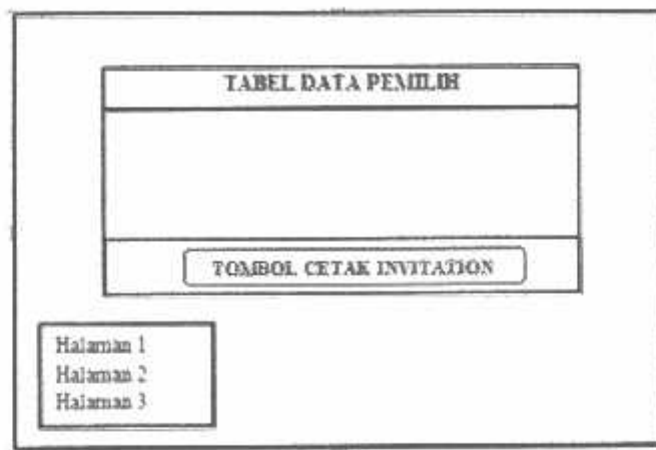 TABEL DATA PEMILIH
TOMBOL CETAK INVITATION
Halaman 1
Halaman 2
Halaman 3